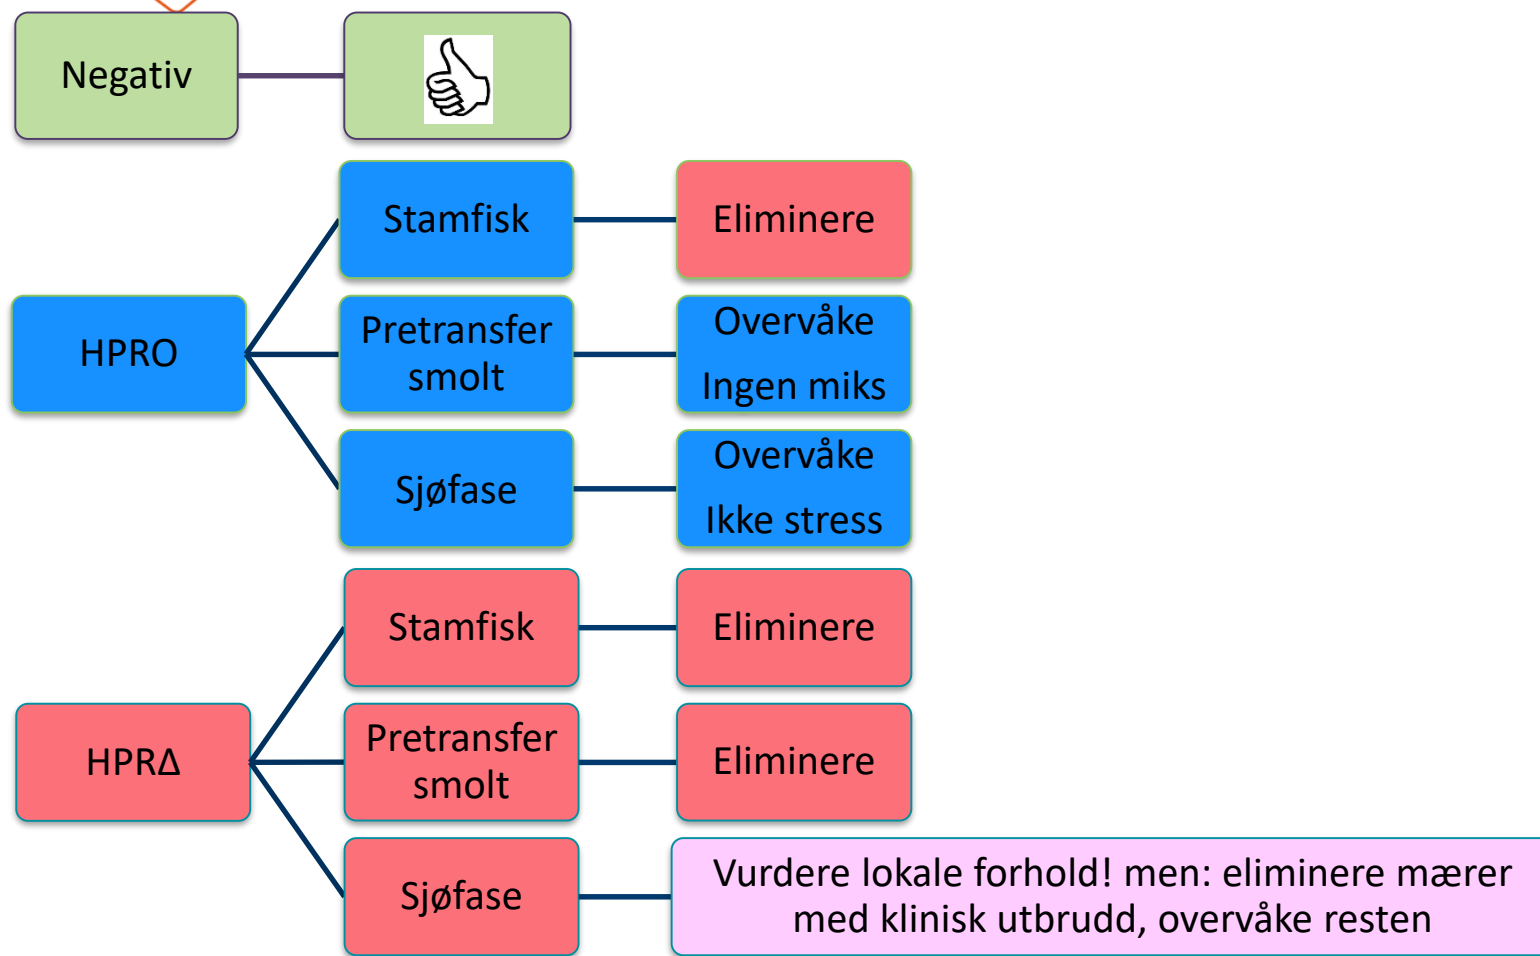 Negativ
HPRO
Stamfisk
Eliminere
Pretransfer
smolt
Overvåke
Ingen miks
Sjøfase
Overvåke
Ikke stress
HPRΔ
Stamfisk
Eliminere
Pretransfer
smolt
Eliminere
Sjøfase
Vurdere lokale forhold! men: eliminere mærer
med klinisk utbrudd, overvåke resten